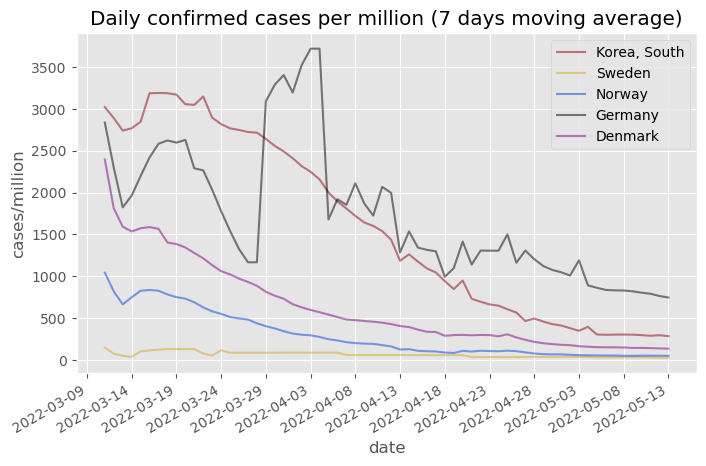 Daily confirmed cases per million (7 days moving average)
Korea, South
Sweden
Norway
Germany
Denmark
cases/million
3500
3000
2500
2000
1500
1000
500
0
2022-03-09
2022-03-14
2022-03-19
2022-03-24
2022-03-29
2022-04-03
2022-04-08
2022-04-13
2022-04-18
2022-04-23
2022-04-28
2022-05-03
2022-05-08
2022-05-13
date